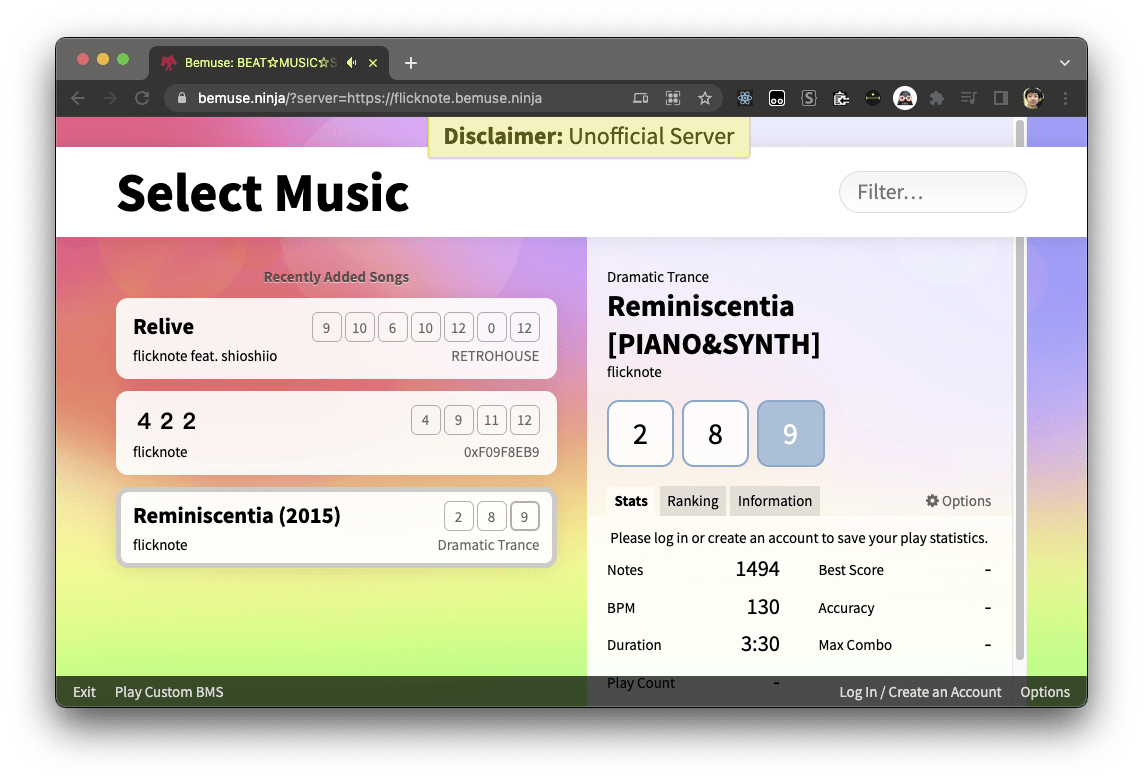 Bemuse: BEAT☆MUSIC☆S
bemuse.ninja/?server=https://flicknote.bemuse.ninja
Disclaimer: Unofficial Server
Select Music
Filter…
Recently Added Songs
Relive
9 10 6 10 12 0 12
flicknote feat. shioshiio
RETROHOUSE
４２２
4 9 11 12
flicknote
0xF09F8EB9
Reminiscentia (2015)
2 8 9
flicknote
Dramatic Trance
Dramatic Trance
Reminiscentia
[PIANO&SYNTH]
flicknote
2 8 9
Stats Ranking Information Options
Please log in or create an account to save your play statistics.
Notes 1494 Best Score -
BPM 130 Accuracy -
Duration 3:30 Max Combo -
Play Count -
Exit Play Custom BMS Log In / Create an Account Options